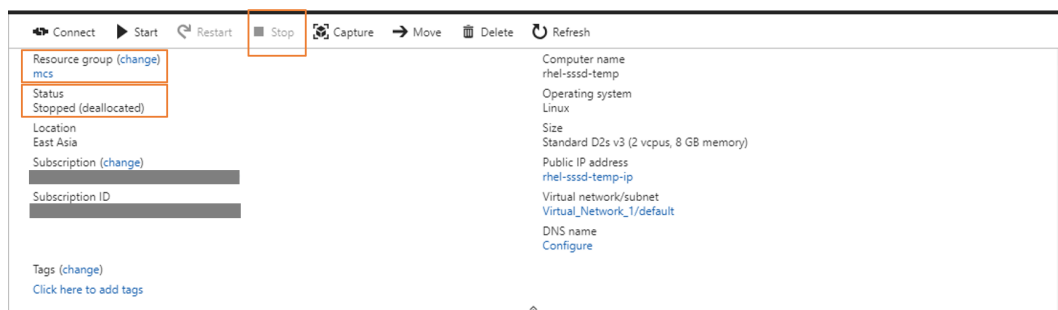 Connect Start Restart Stop Capture Move Delete Refresh
Resource group (change)
mcs
Status
Stopped (deallocated)
Location
East Asia
Subscription (change)
Subscription ID
Computer name
rhel-sssd-temp
Operating system
Linux
Size
Standard D2s v3 (2 vcpus, 8 GB memory)
Public IP address
rhel-sssd-temp-ip
Virtual network/subnet
Virtual_Network_1/default
DNS name
Configure
Tags (change)
Click here to add tags